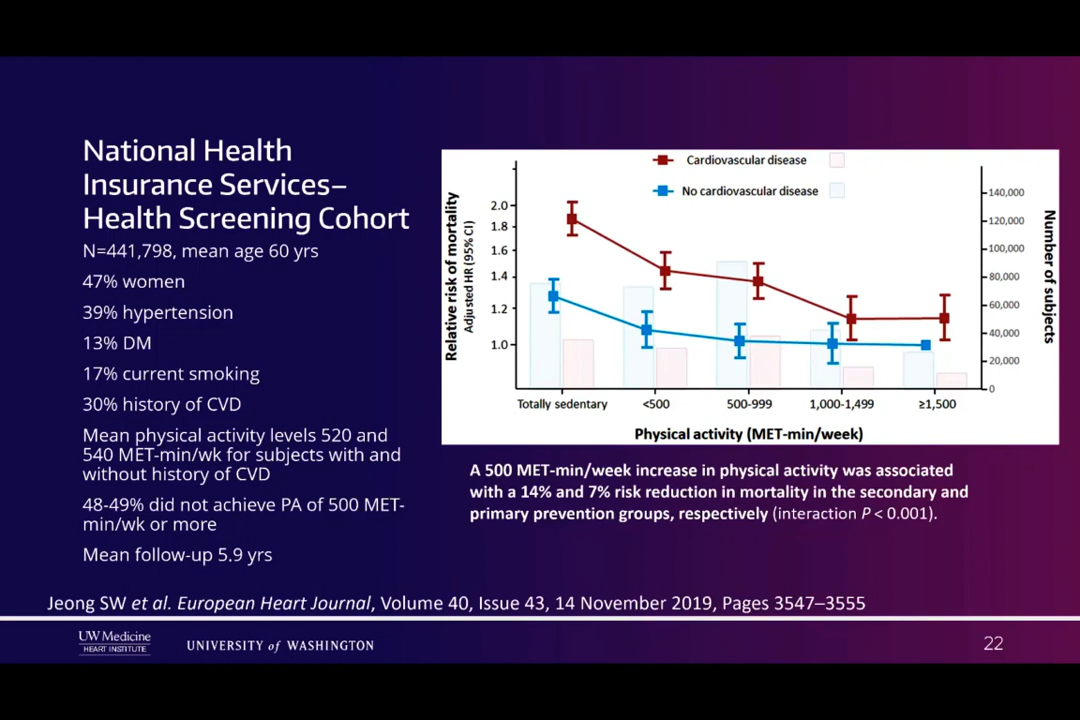 National Health
Insurance Services–
Health Screening Cohort
N=441,798, mean age 60 yrs
47% women
39% hypertension
13% DM
17% current smoking
30% history of CVD
Mean physical activity levels 520 and
540 MET-min/wk for subjects with and
without history of CVD
48-49% did not achieve PA of 500 MET-
min/wk or more
Mean follow-up 5.9 yrs
Cardiovascular disease
No cardiovascular disease
Relative risk of mortality
Adjusted HR (95% CI)
2.0
1.8
1.6
1.4
1.2
1.0
140,000
120,000
100,000
80,000
60,000
40,000
20,000
0
Number of subjects
Totally sedentary <500 500-999 1,000-1,499 ≥1,500
Physical activity (MET-min/week)
A 500 MET-min/week increase in physical activity was associated
with a 14% and 7% risk reduction in mortality in the secondary and
primary prevention groups, respectively (interaction P < 0.001).
Jeong SW et al. European Heart Journal, Volume 40, Issue 43, 14 November 2019, Pages 3547–3555
UW Medicine
HEART INSTITUTE
UNIVERSITY of WASHINGTON
22